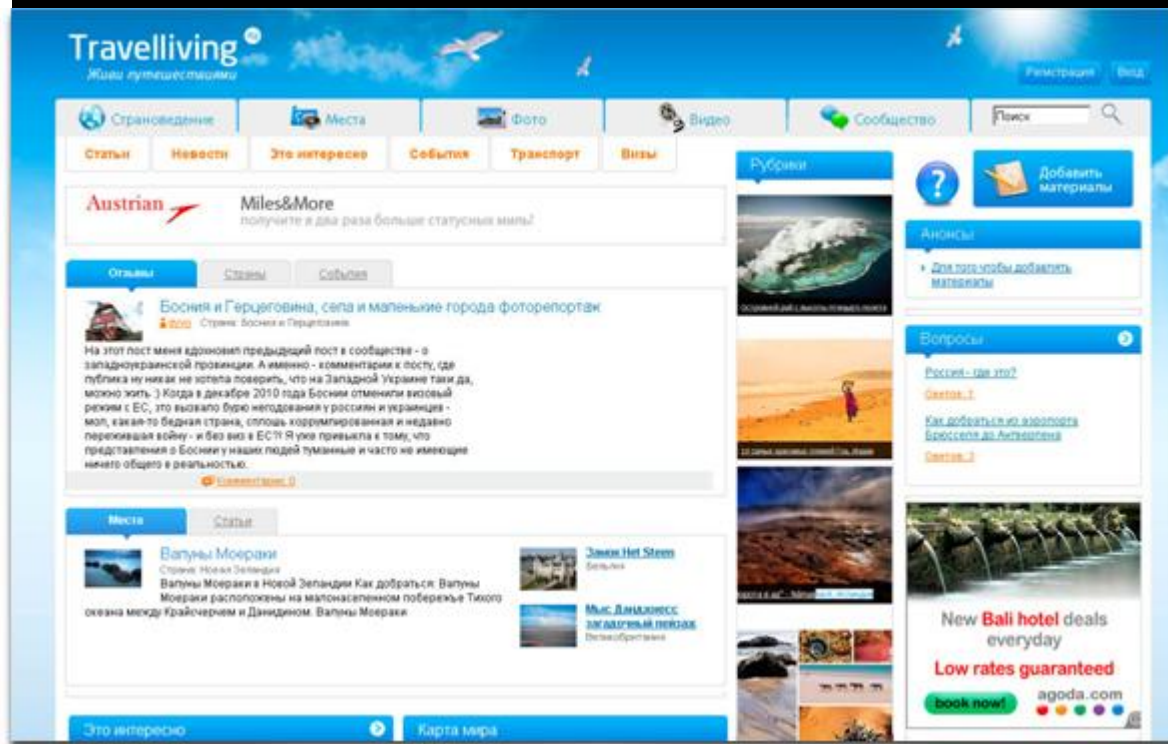 Travelliving
Живи путешествиями
Регистрация Вход
Страноведение Места Фото Видео Сообщество Поиск
Статьи Новости Это интересно События Транспорт Визы
Рубрики
Добавить
материалы
Austrian
Miles&More
получите в два раза больше статусных миль!
Отзывы Страны События
Босния и Герцеговина, села и маленькие города фоторепортаж
Страна: Босния и Герцеговина
На этот пост меня вдохновил предыдущий пост в сообществе - о
западноукраинской провинции. А именно - комментарии к посту, где
публика ну никак не хотела поверить, что на Западной Украине таки да,
можно жить :) Когда в декабре 2010 года Боснии отменили визовый
режим с ЕС, это вызвало бурю негодования у россиян и украинцев -
мол, какая-то бедная страна, сплошь коррумпированная и недавно
пережившая войну - и без виз в ЕС?! Я уже привыкла к тому, что
представления о Боснии у наших людей туманные и часто не имеющие
ничего общего в реальностью.
Комментарии: 0
Места Статьи
Валуны Моераки
Страна: Новая Зеландия
Валуны Моераки в Новой Зеландии Как добраться: Валуны
Моераки расположены на малонаселенном побережье Тихого
океана между Крайсчерчем и Данидином. Валуны Моераки
Замок Het Steen
Бельгия
Мыс Данджнесс
загадочный пейзаж
Великобритания
Это интересно
Карта мира
Анонсы
Для того чтобы добавлять
материалы
Вопросы
Россия - где это?
Ответов: 1
Как добраться из аэропорта
Брюсселя до Антверпена
Ответов: 2
New Bali hotel deals
everyday
Low rates guaranteed
book now!
agoda.com